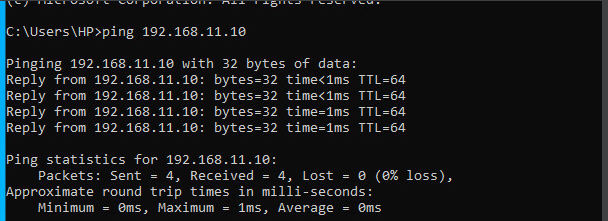 (c) Microsoft Corporation. All rights reserved.
C:\Users\HP>ping 192.168.11.10
Pinging 192.168.11.10 with 32 bytes of data:
Reply from 192.168.11.10: bytes=32 time<1ms TTL=64
Reply from 192.168.11.10: bytes=32 time<1ms TTL=64
Reply from 192.168.11.10: bytes=32 time=1ms TTL=64
Reply from 192.168.11.10: bytes=32 time=1ms TTL=64
Ping statistics for 192.168.11.10:
    Packets: Sent = 4, Received = 4, Lost = 0 (0% loss),
Approximate round trip times in milli-seconds:
    Minimum = 0ms, Maximum = 1ms, Average = 0ms